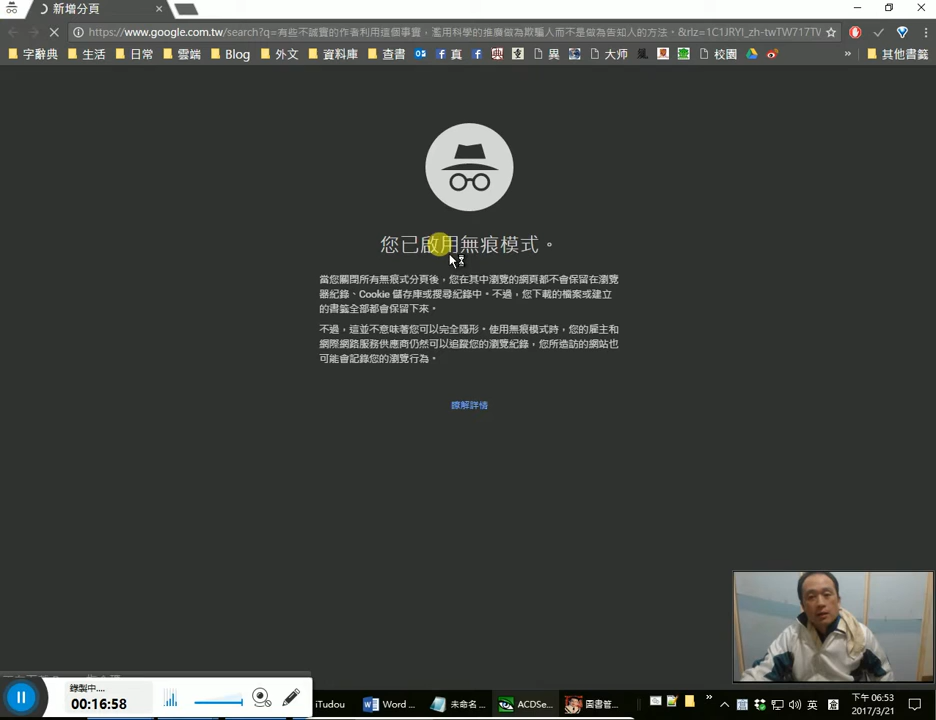 新增分頁
https://www.google.com.tw/search?q=有些不誠實的作者利用這個事實，濫用科學的推廣做為欺騙人而不是做為告知人的方法。&rlz=1C1JRYI_zh-twTW717TV
字辭典 生活 日常 雲端 Blog 外文 資料庫 查書 真 典 異 大师 校園 » 其他書籤
您已啟用無痕模式。
當您關閉所有無痕式分頁後，您在其中瀏覽的網頁都不會保留在瀏覽
器紀錄、Cookie 儲存庫或搜尋紀錄中。不過，您下載的檔案或建立
的書籤全部都會保留下來。
不過，這並不意味著您可以完全隱形。使用無痕模式時，您的雇主和
網際網路服務供應商仍然可以追蹤您的瀏覽紀錄，您所造訪的網站也
可能會記錄您的瀏覽行為。
瞭解詳情
錄製中....
00:16:58
iTudou Word ... 未命名 ... ACDSe... 圖書管... » 英 下午 06:53
2017/3/21